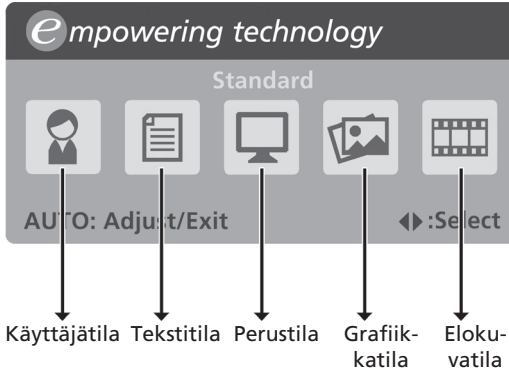 empowering technology
Standard
AUTO: Adjust/Exit
:Select
Käyttäjätila Tekstitila Perustila Grafiik- Eloku-
katila vatila